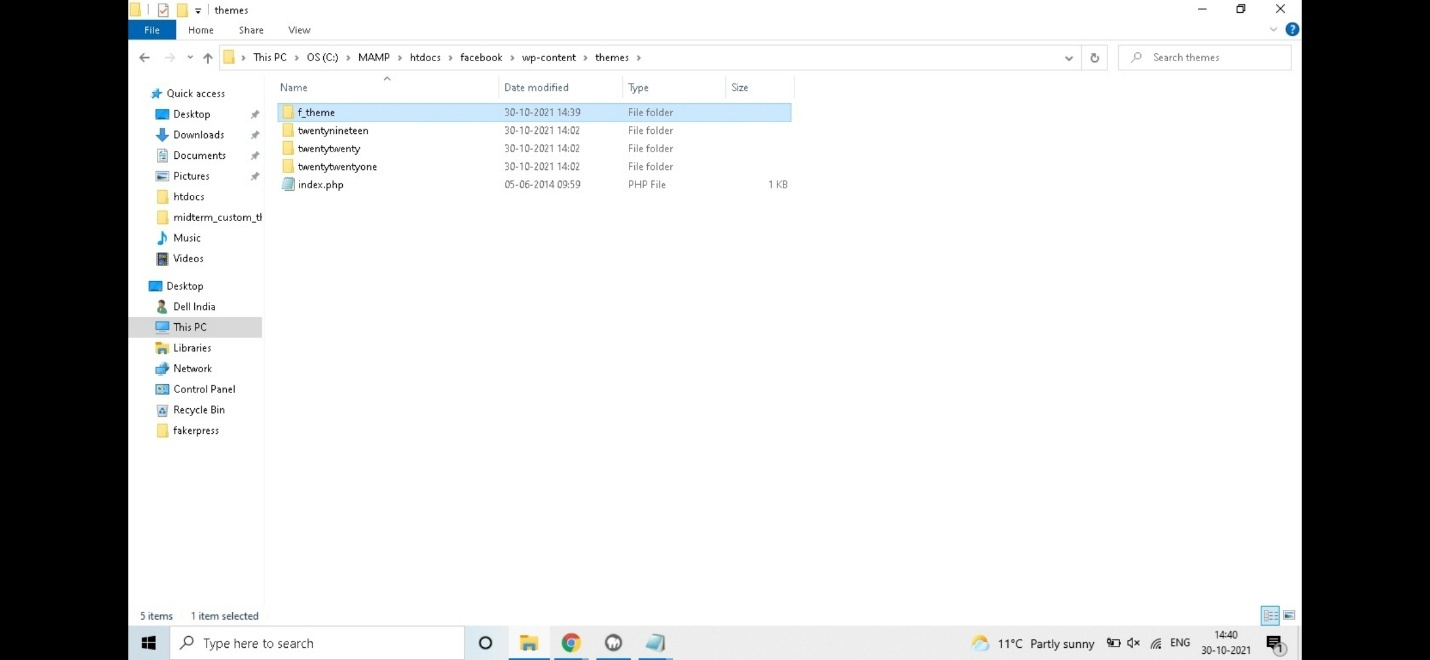 themes
File Home Share View
This PC OS (C:) MAMP htdocs facebook wp-content themes Search themes
Name Date modified Type Size
f_theme 30-10-2021 14:39 File folder
twentynineteen 30-10-2021 14:02 File folder
twentytwenty 30-10-2021 14:02 File folder
twentytwentyone 30-10-2021 14:02 File folder
index.php 05-06-2014 09:59 PHP File 1 KB
Quick access
Desktop
Downloads
Documents
Pictures
htdocs
midterm_custom_th
Music
Videos
Desktop
Dell India
This PC
Libraries
Network
Control Panel
Recycle Bin
fakerpress
5 items 1 item selected
Type here to search 11°C Partly sunny ENG 14:40
30-10-2021
1